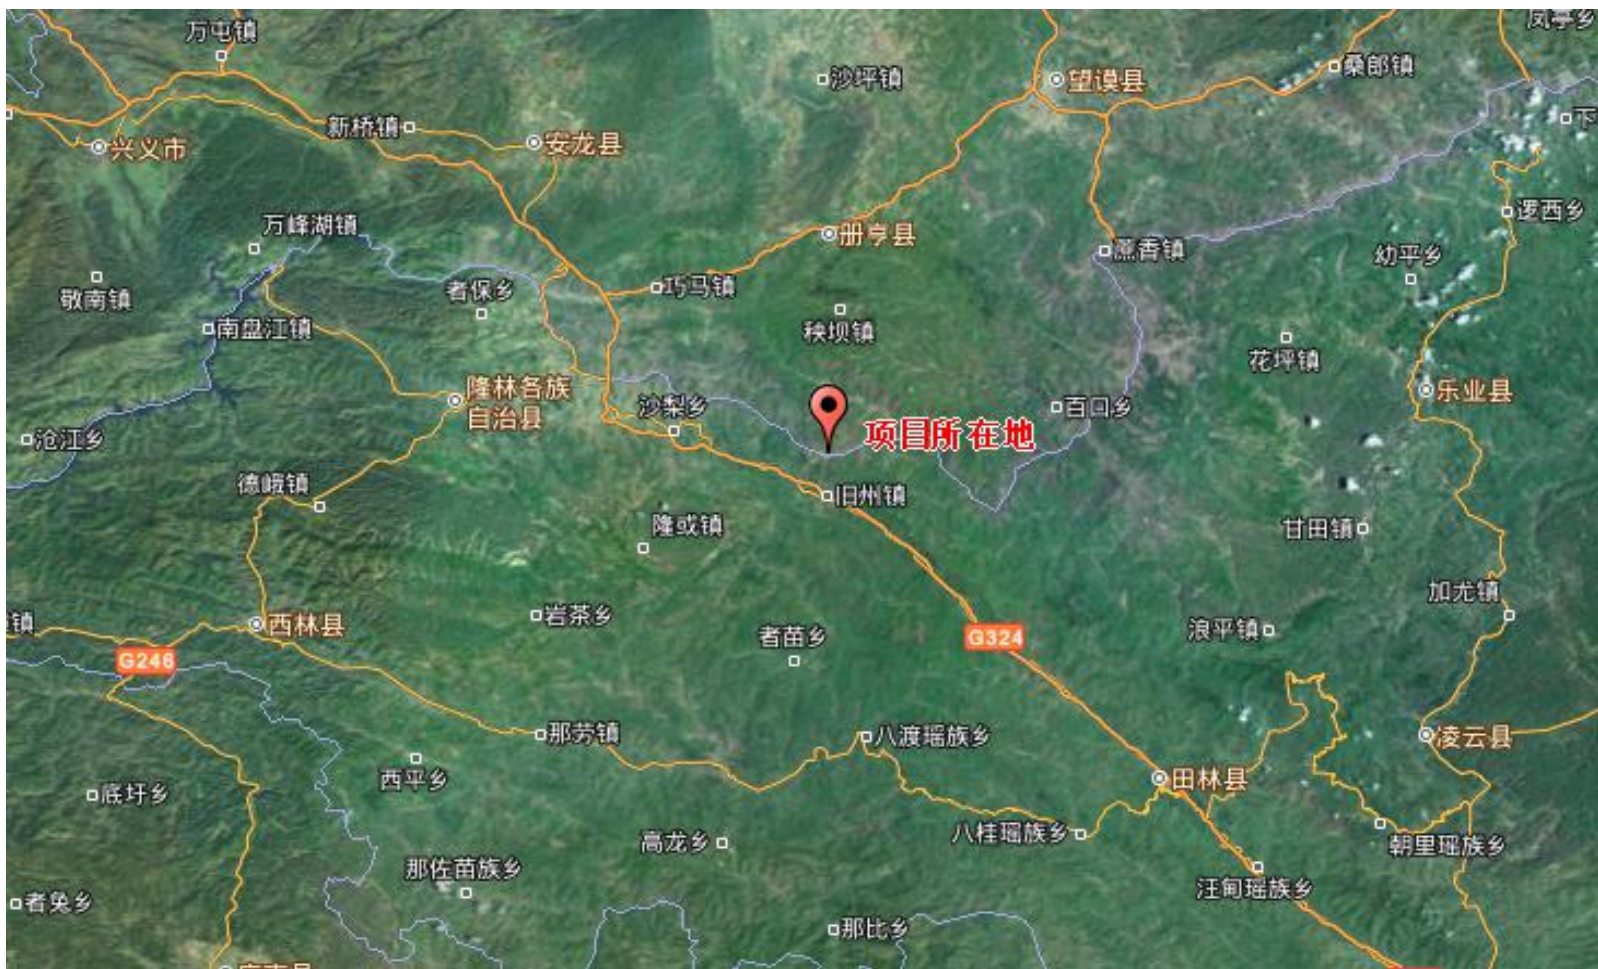 万屯镇
凤亭乡
沙坪镇
望谟县
桑郎镇
新桥镇
安龙县
兴义市
下
万峰湖镇
逻西乡
册亨县
蔗香镇
幼平乡
敬南镇
者保乡
巧马镇
南盘江镇
秧坝镇
花坪镇
隆林各族
自治县
沙梨乡
百口乡
乐业县
沧江乡
项目所在地
德峨镇
旧州镇
隆或镇
甘田镇
加尤镇
岩茶乡
镇
西林县
者苗乡
G324
浪平镇
G246
那劳镇
八渡瑶族乡
凌云县
西平乡
田林县
底圩乡
高龙乡
八桂瑶族乡
朝里瑶族乡
那佐苗族乡
汪甸瑶族乡
者兔乡
那比乡